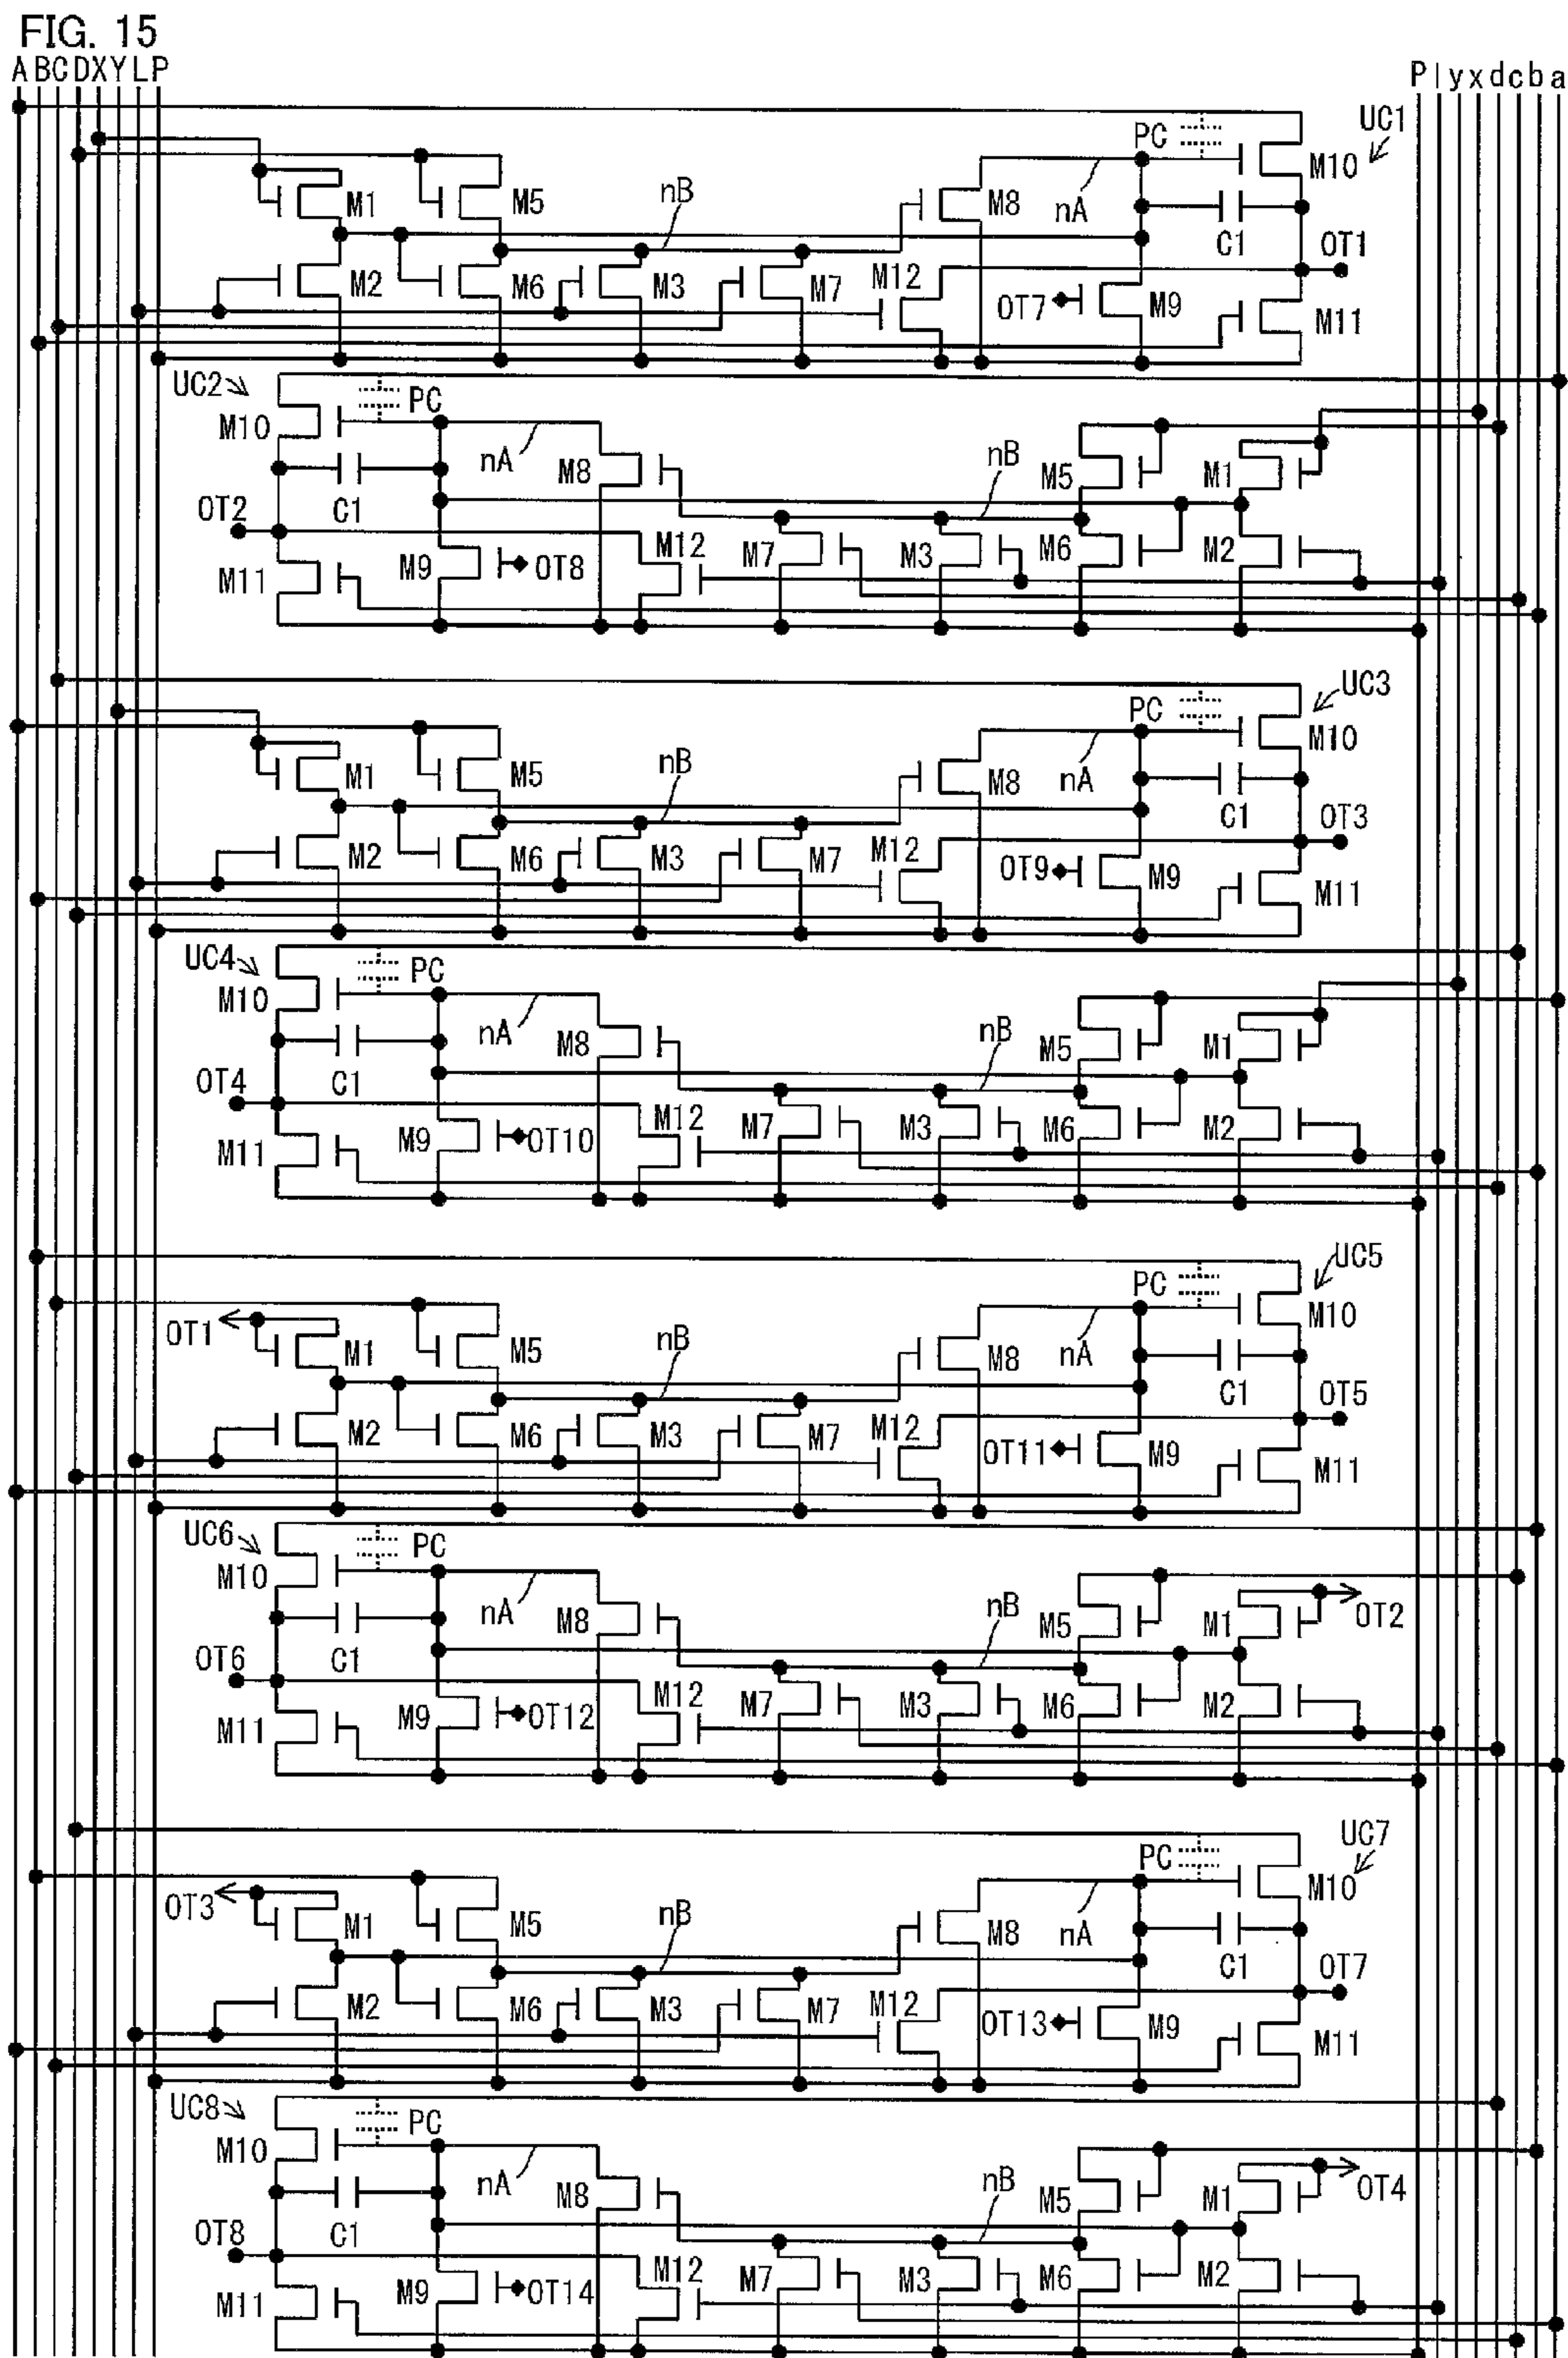 FIG. 15
A B C D X Y L P
P l y x d c b a
UC1
PC
M10
M1 M5 nB M8 nA
C1 OT1
M2 M6 M3 M7 M12 OT7 M9 M11
UC2 PC
M10
nA M8 nB M5 M1
OT2 C1
M11 M9 OT8 M12 M7 M3 M6 M2
UC3
PC
M10
M1 M5 nB M8 nA
C1 OT3
M2 M6 M3 M7 M12 OT9 M9 M11
UC4 PC
M10
nA M8 nB M5 M1
OT4 C1
M11 M9 OT10 M12 M7 M3 M6 M2
UC5
PC
M10
OT1 M1 M5 nB M8 nA
C1 OT5
M2 M6 M3 M7 M12 OT11 M9 M11
UC6 PC
M10
nA M8 nB M5 M1 OT2
OT6 C1
M11 M9 OT12 M12 M7 M3 M6 M2
UC7
PC
M10
OT3 M1 M5 nB M8 nA
C1 OT7
M2 M6 M3 M7 M12 OT13 M9 M11
UC8 PC
M10
nA M8 nB M5 M1 OT4
OT8 C1
M11 M9 OT14 M12 M7 M3 M6 M2